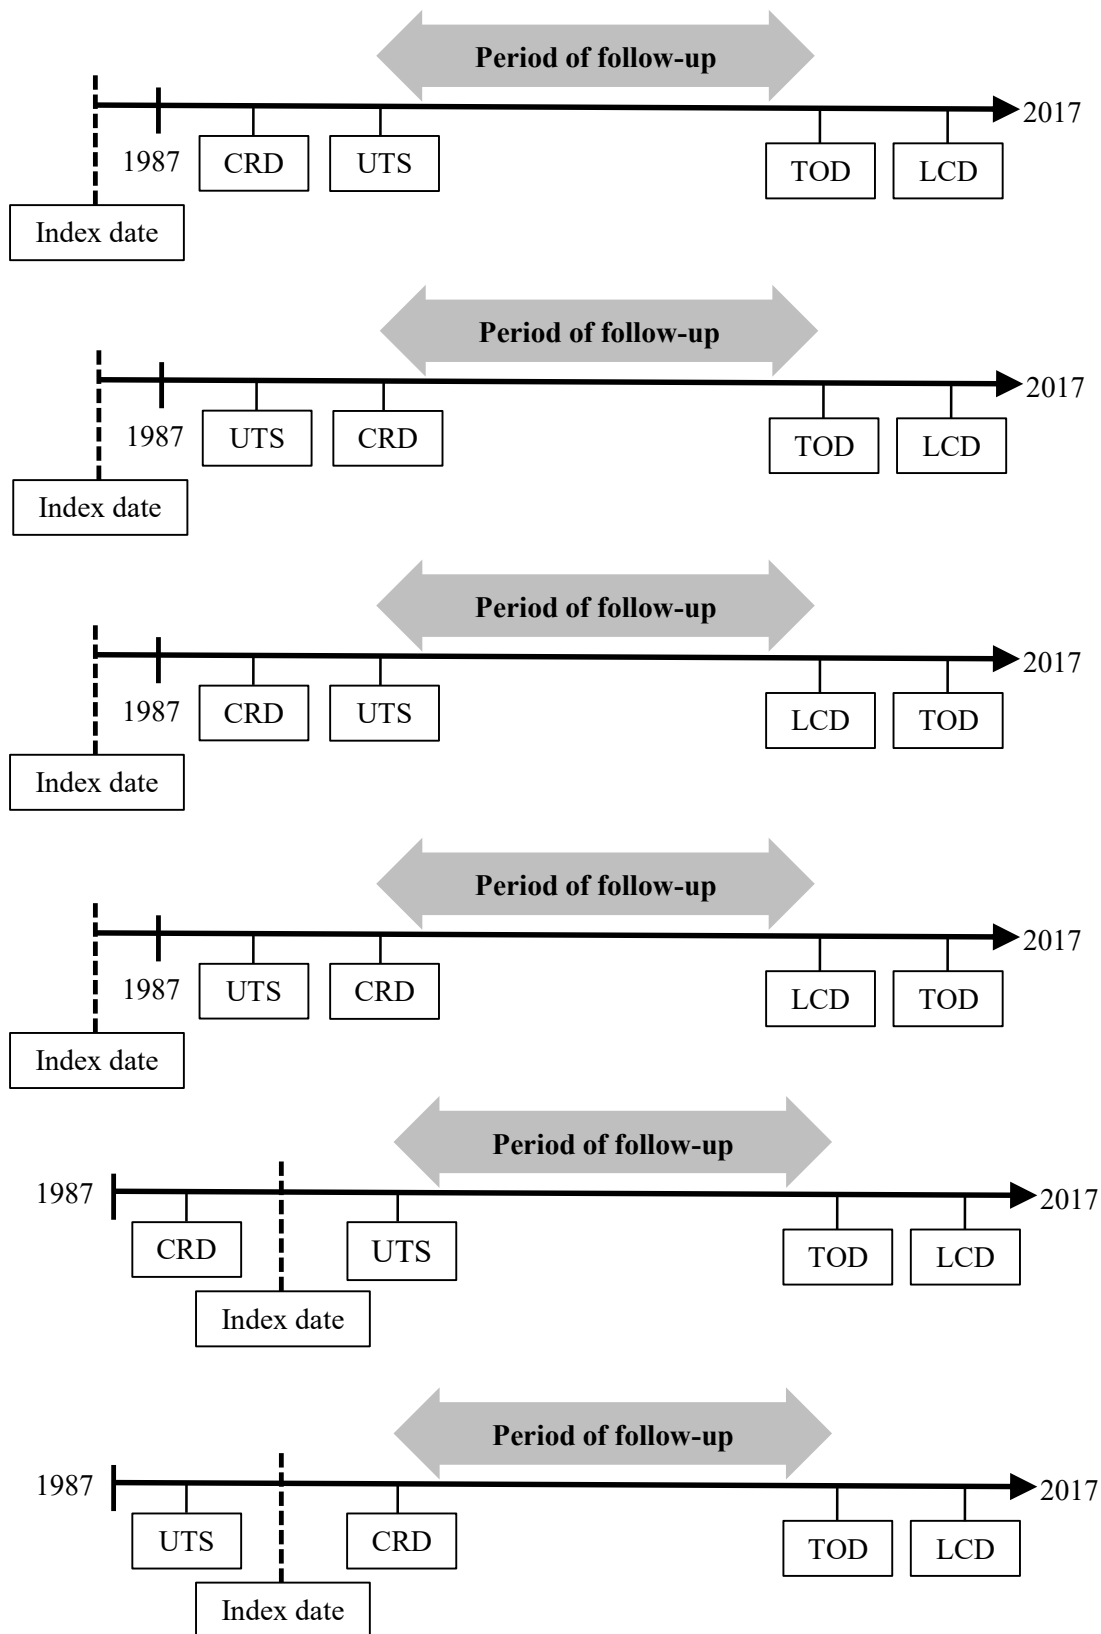 Period of follow-up
2017
1987
CRD
UTS
TOD
LCD
Index date
Period of follow-up
2017
1987
UTS
CRD
TOD
LCD
Index date
Period of follow-up
2017
1987
CRD
UTS
LCD
TOD
Index date
Period of follow-up
2017
1987
UTS
CRD
LCD
TOD
Index date
Period of follow-up
1987
2017
CRD
UTS
TOD
LCD
Index date
Period of follow-up
1987
2017
UTS
CRD
TOD
LCD
Index date